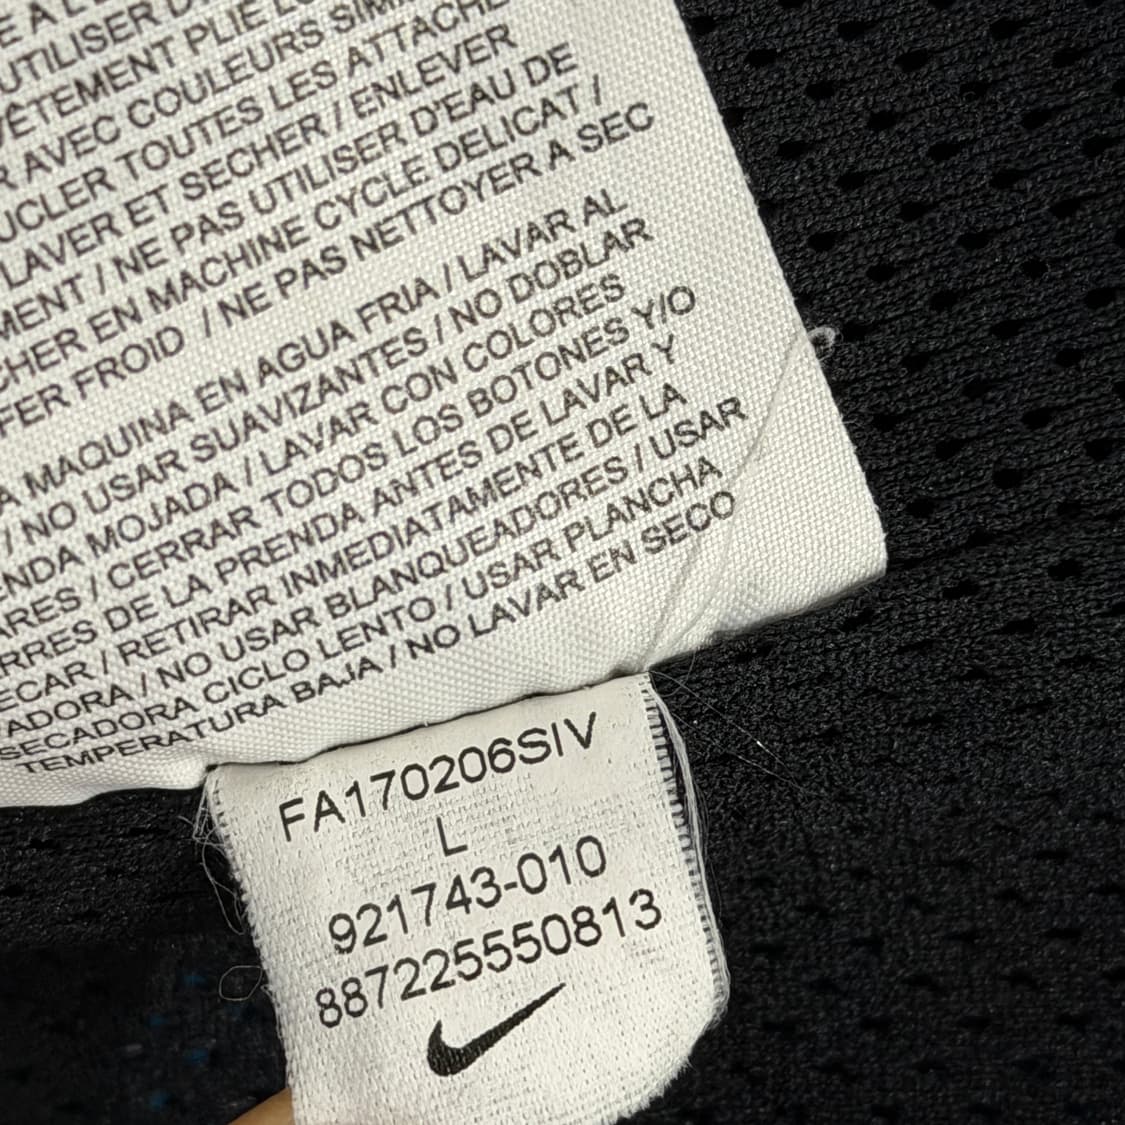 UTILISER
VÊTEMENT PLIE
AVEC COULEURS
UCLER TOUTES LES ATTACHE
LAVER ET SECHER / ENLEVER
MENT / NE PAS UTILISER D'EAU DE
CHER EN MACHINE CYCLE DELICAT /
FER FROID / NE PAS NETTOYER A SEC
A MAQUINA EN AGUA FRIA / LAVAR AL
/ NO USAR SUAVIZANTES / NO DOBLAR
ENDA MOJADA / LAVAR CON COLORES
ARES / CERRAR TODOS LOS BOTONES Y/O
RRES DE LA PRENDA ANTES DE LAVAR Y
ECAR / RETIRAR INMEDIATAMENTE DE LA
ADORA / NO USAR BLANQUEADORES / USAR
SECADORA CICLO LENTO / USAR PLANCHA
TEMPERATURA BAJA / NO LAVAR EN SECO
FA170206SIV
L
921743-010
887225550813